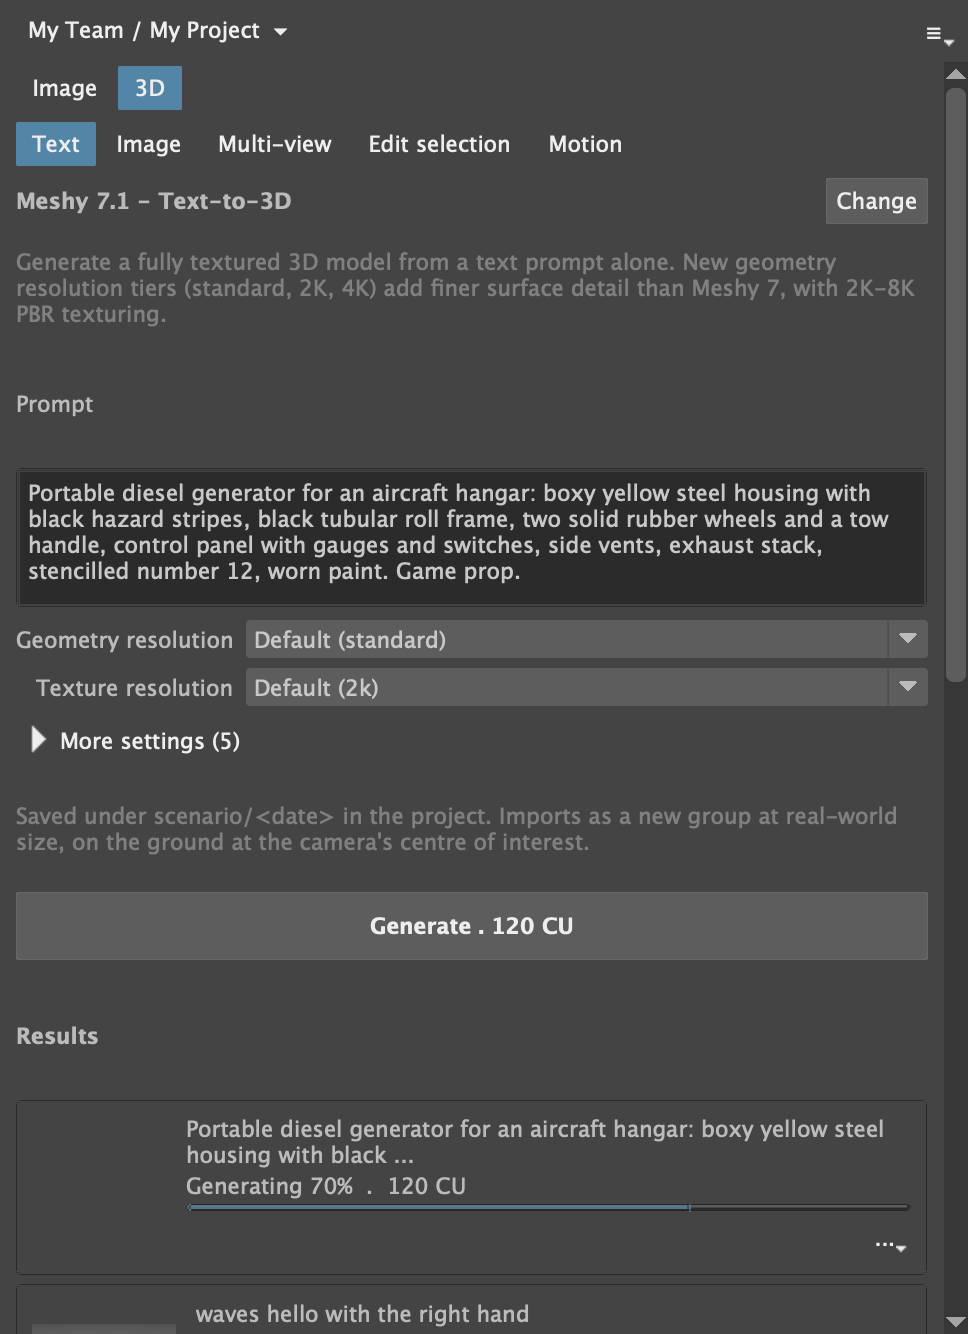 My Team / My Project
Image 3D
Text Image Multi-view Edit selection Motion
Meshy 7.1 - Text-to-3D
Change
Generate a fully textured 3D model from a text prompt alone. New geometry
resolution tiers (standard, 2K, 4K) add finer surface detail than Meshy 7, with 2K-8K
PBR texturing.
Prompt
Portable diesel generator for an aircraft hangar: boxy yellow steel housing with
black hazard stripes, black tubular roll frame, two solid rubber wheels and a tow
handle, control panel with gauges and switches, side vents, exhaust stack,
stencilled number 12, worn paint. Game prop.
Geometry resolution Default (standard)
Texture resolution Default (2k)
More settings (5)
Saved under scenario/<date> in the project. Imports as a new group at real-world
size, on the ground at the camera's centre of interest.
Generate . 120 CU
Results
Portable diesel generator for an aircraft hangar: boxy yellow steel
housing with black ...
Generating 70% . 120 CU
...
waves hello with the right hand